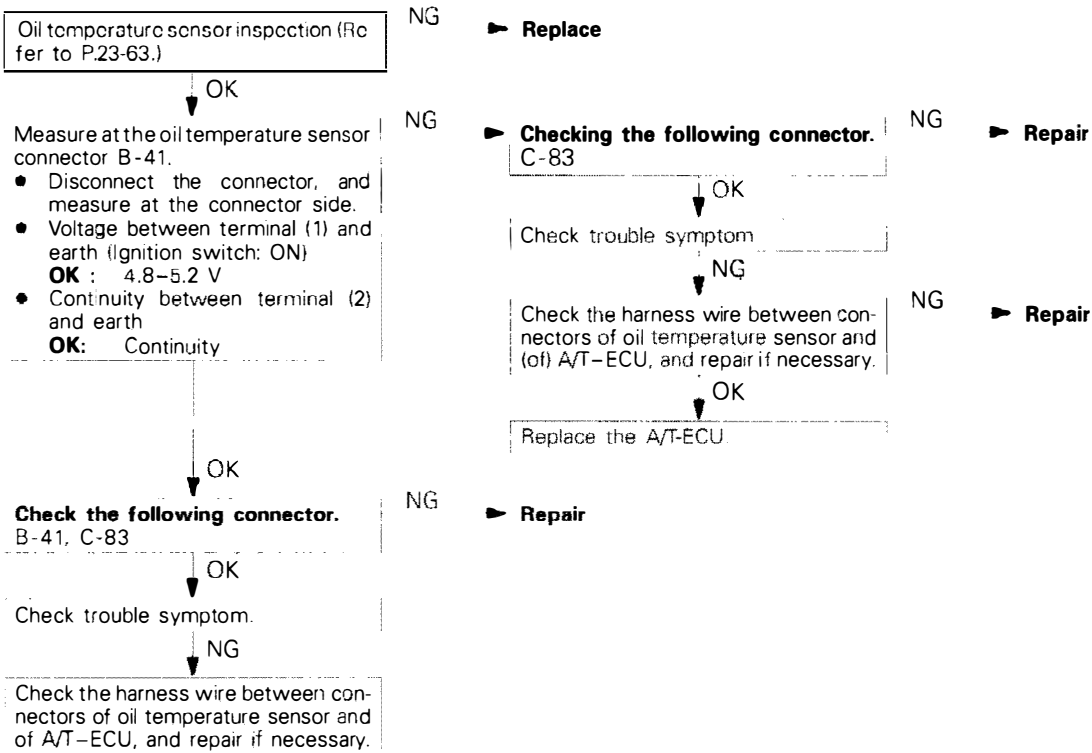 Oil temperature sensor inspection (Re
fer to P.23-63.)
NG
Replace
OK
Measure at the oil temperature sensor
connector B-41.
• Disconnect the connector, and
measure at the connector side.
• Voltage between terminal (1) and
earth (Ignition switch: ON)
OK : 4.8–5.2 V
• Continuity between terminal (2)
and earth
OK: Continuity
NG
Checking the following connector.
C-83
NG
Repair
OK
Check trouble symptom
NG
Check the harness wire between con-
nectors of oil temperature sensor and
(of) A/T–ECU, and repair if necessary.
NG
Repair
OK
Replace the A/T-ECU.
OK
Check the following connector.
B-41, C-83
NG
Repair
OK
Check trouble symptom.
NG
Check the harness wire between con-
nectors of oil temperature sensor and
of A/T–ECU, and repair if necessary.